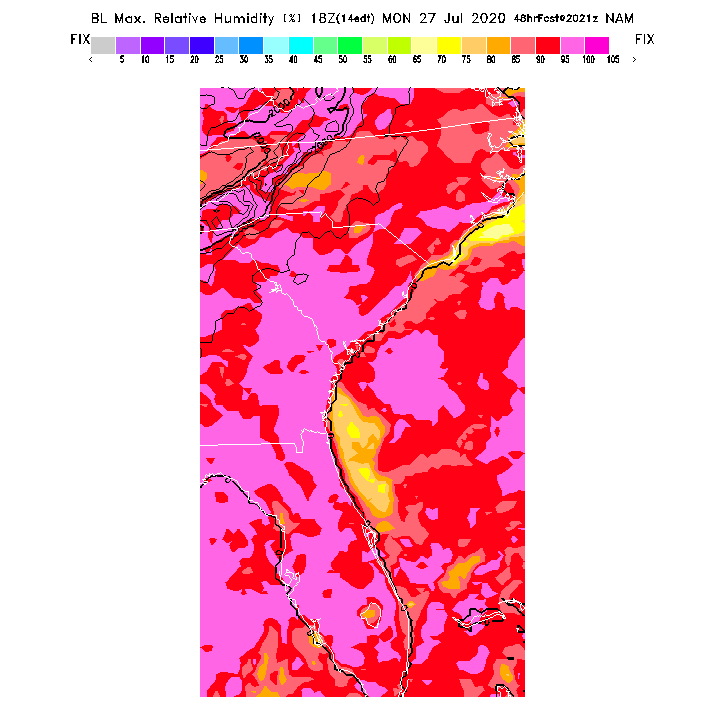 BL Max. Relative Humidity [%] 18Z(14edt) MON 27 Jul 2020 48hrFcst@2021z NAM
FIX FIX
< 5 10 15 20 25 30 35 40 45 50 55 60 65 70 75 80 85 90 95 100 105 >